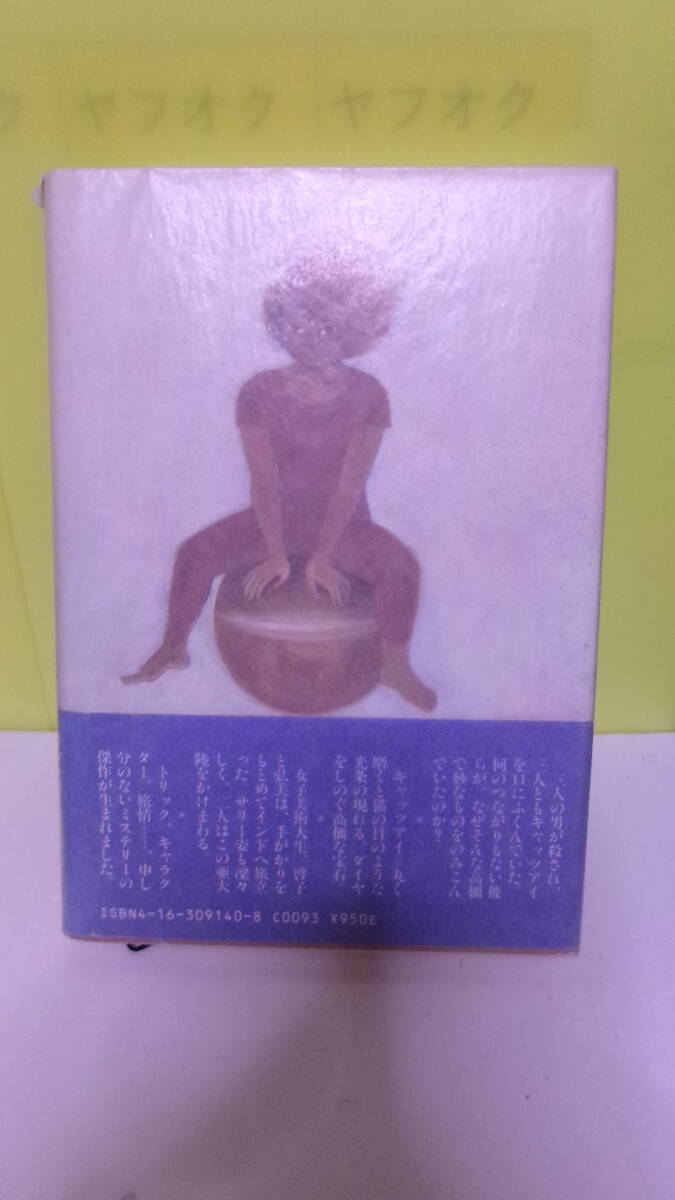 ク
ヤフオク
ヤフオク
三人の男が殺され、
三人ともキャッツアイ
を口にふくんでいた。
何のつながりもない彼
らが、なぜそんな高価
で妙なものをのみこん
でいたのか？
＊
キャッツアイ＝丸く
磨くと猫の目のような
光条の現れる、ダイヤ
をしのぐ高価な宝石。
＊
女子美術大生、啓子
と弘美は、手がかりを
もとめてインドへ旅立
った。サリー姿も凜々
しく、二人はこの亜大
陸をかけまわる。
＊
トリック、キャラク
ター、旅情……、申し
分のないミステリーの
傑作が生まれました。
ISBN4-16-309140-8 C0093 ¥950E